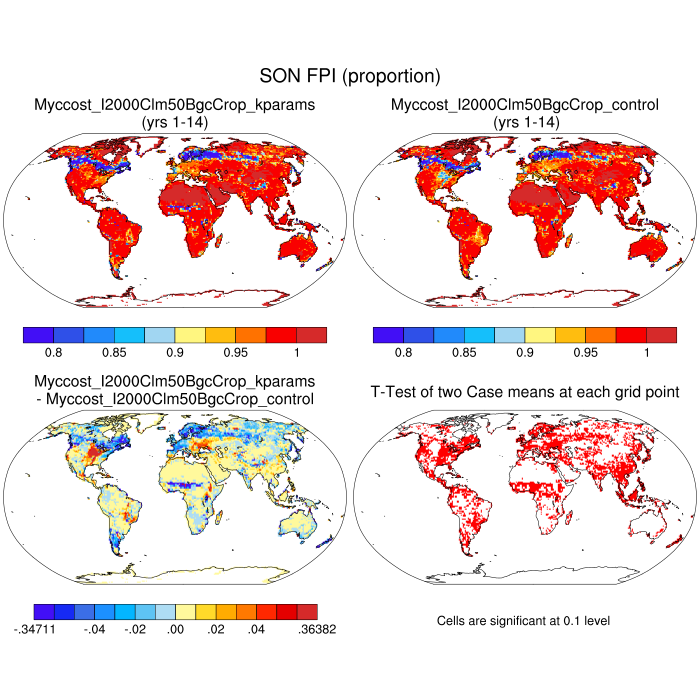 SON FPI (proportion)
Myccost_I2000Clm50BgcCrop_kparams
(yrs 1-14)
Myccost_I2000Clm50BgcCrop_control
(yrs 1-14)
0.8 0.85 0.9 0.95 1
0.8 0.85 0.9 0.95 1
Myccost_I2000Clm50BgcCrop_kparams
- Myccost_I2000Clm50BgcCrop_control
T-Test of two Case means at each grid point
-.34711 -.04 -.02 .00 .02 .04 .36382
Cells are significant at 0.1 level